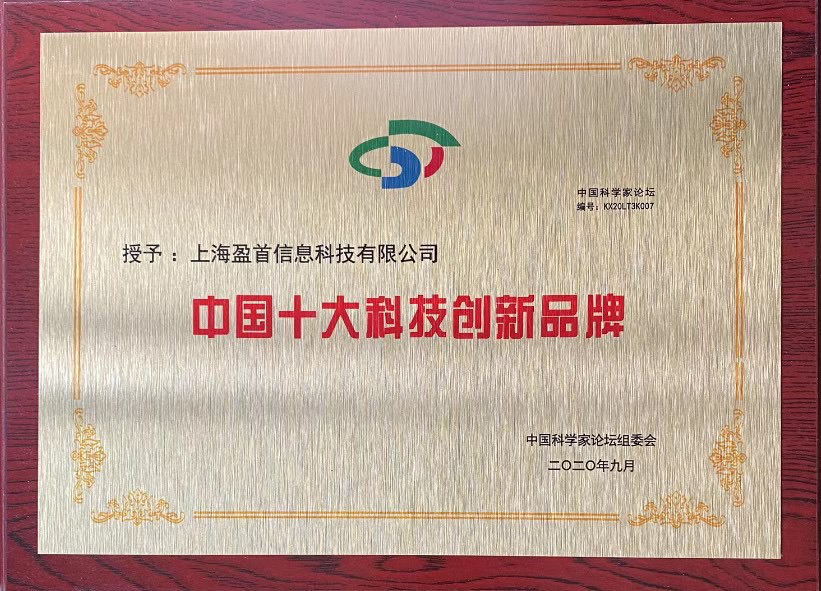 中国科学家论坛
编号：KX20LT3K007
授予：上海盈首信息科技有限公司
中国十大科技创新品牌
中国科学家论坛组委会
二〇二〇年九月